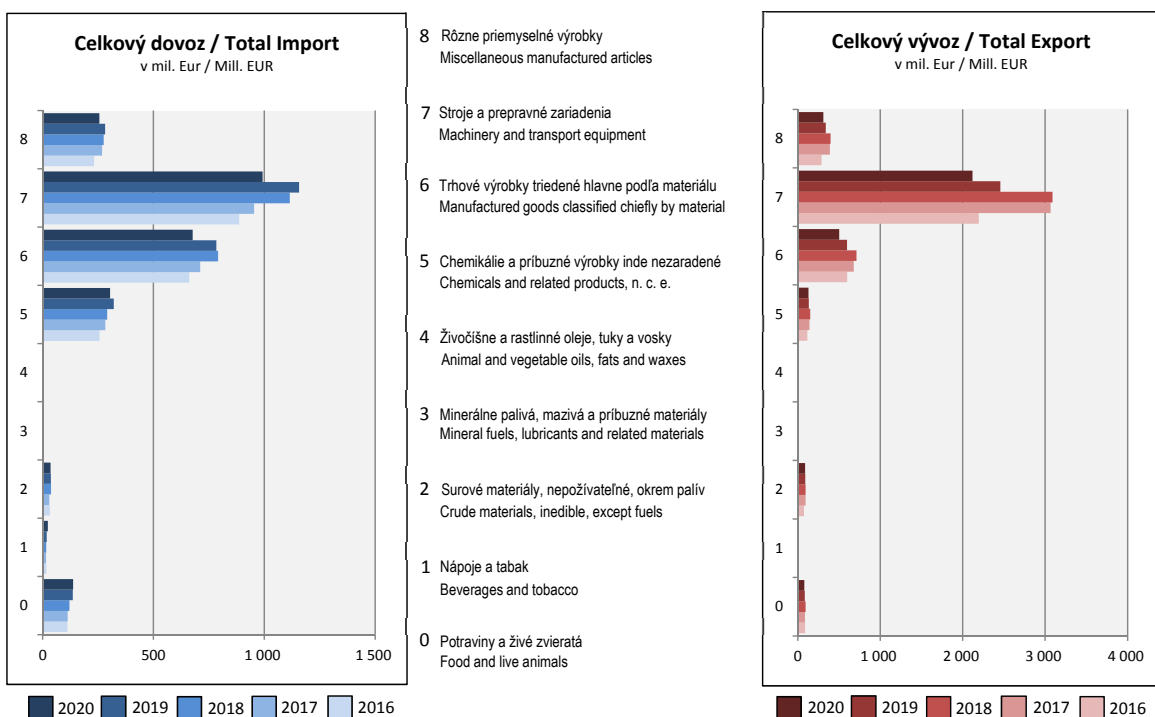 Celkový dovoz / Total Import
v mil. Eur / Mill. EUR
8
7
6
5
4
3
2
1
0
0 500 1 000 1 500
2020 2019 2018 2017 2016
8 Rôzne priemyselné výrobky
Miscellaneous manufactured articles
7 Stroje a prepravné zariadenia
Machinery and transport equipment
6 Trhové výrobky triedené hlavne podľa materiálu
Manufactured goods classified chiefly by material
5 Chemikálie a príbuzné výrobky inde nezaradené
Chemicals and related products, n. c. e.
4 Živočíšne a rastlinné oleje, tuky a vosky
Animal and vegetable oils, fats and waxes
3 Minerálne palivá, mazivá a príbuzné materiály
Mineral fuels, lubricants and related materials
2 Surové materiály, nepožívateľné, okrem palív
Crude materials, inedible, except fuels
1 Nápoje a tabak
Beverages and tobacco
0 Potraviny a živé zvieratá
Food and live animals
Celkový vývoz / Total Export
v mil. Eur / Mill. EUR
8
7
6
5
4
3
2
1
0
0 1 000 2 000 3 000 4 000
2020 2019 2018 2017 2016